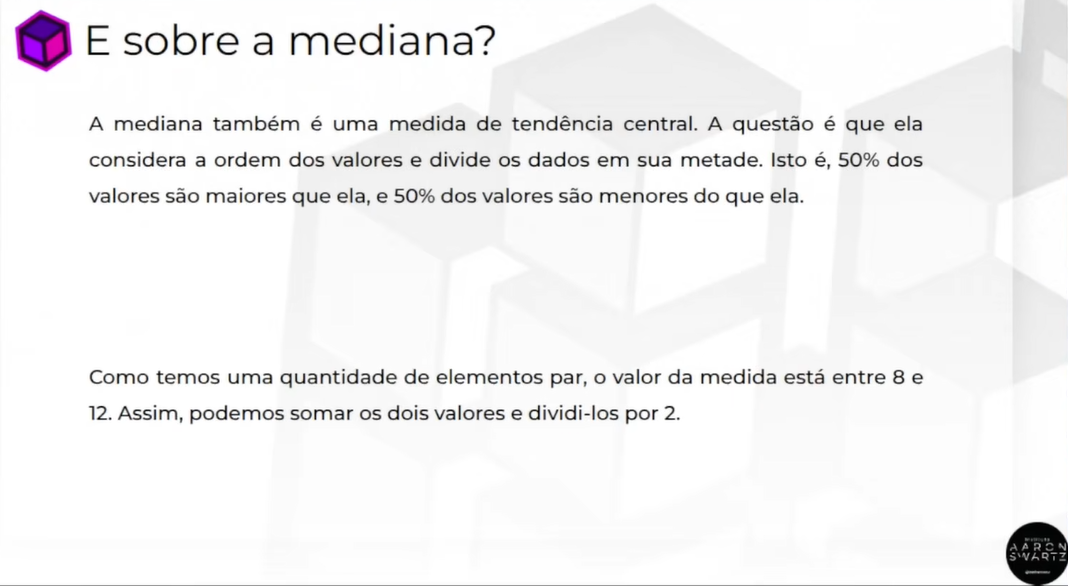 E sobre a mediana?
A mediana também é uma medida de tendência central. A questão é que ela
considera a ordem dos valores e divide os dados em sua metade. Isto é, 50% dos
valores são maiores que ela, e 50% dos valores são menores do que ela.
Como temos uma quantidade de elementos par, o valor da medida está entre 8 e
12. Assim, podemos somar os dois valores e dividi-los por 2.
AARON
SWARTZ